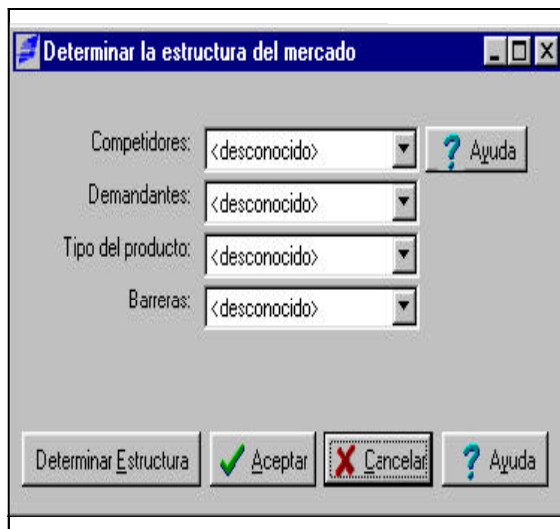 Determinar la estructura del mercado
Competidores: <desconocido> Ayuda
Demandantes: <desconocido>
Tipo del producto: <desconocido>
Barreras: <desconocido>
Determinar Estructura Aceptar Cancelar Ayuda